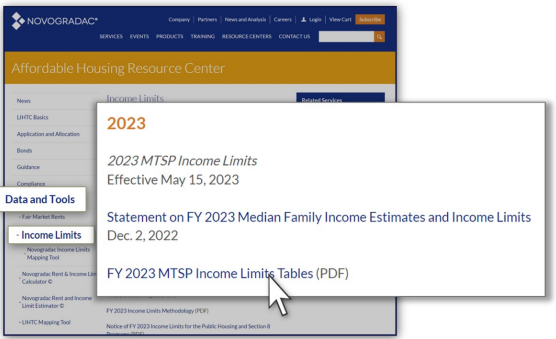 NOVOGRADAC®
Company | Partners | News and Analysis | Careers | Login | View Cart Subscribe
SERVICES EVENTS PRODUCTS TRAINING RESOURCE CENTERS CONTACT US
Affordable Housing Resource Center
News
LIHTC Basics
Application and Allocation
Bonds
Guidance
Compliance
Data and Tools
- Fair Market Rents
- Income Limits
- Novogradac Income Limits
Mapping Tool
- Novogradac Rent & Income Lim
Calculator ©
- Novogradac Rent and Income
Limit Estimator ©
- LIHTC Mapping Tool
Income Limits
Related Services
2023
2023 MTSP Income Limits
Effective May 15, 2023
Statement on FY 2023 Median Family Income Estimates and Income Limits
Dec. 2, 2022
FY 2023 MTSP Income Limits Tables (PDF)
FY 2023 Income Limits Methodology (PDF)
Notice of FY 2023 Income Limits for the Public Housing and Section 8
Programs (PDF)